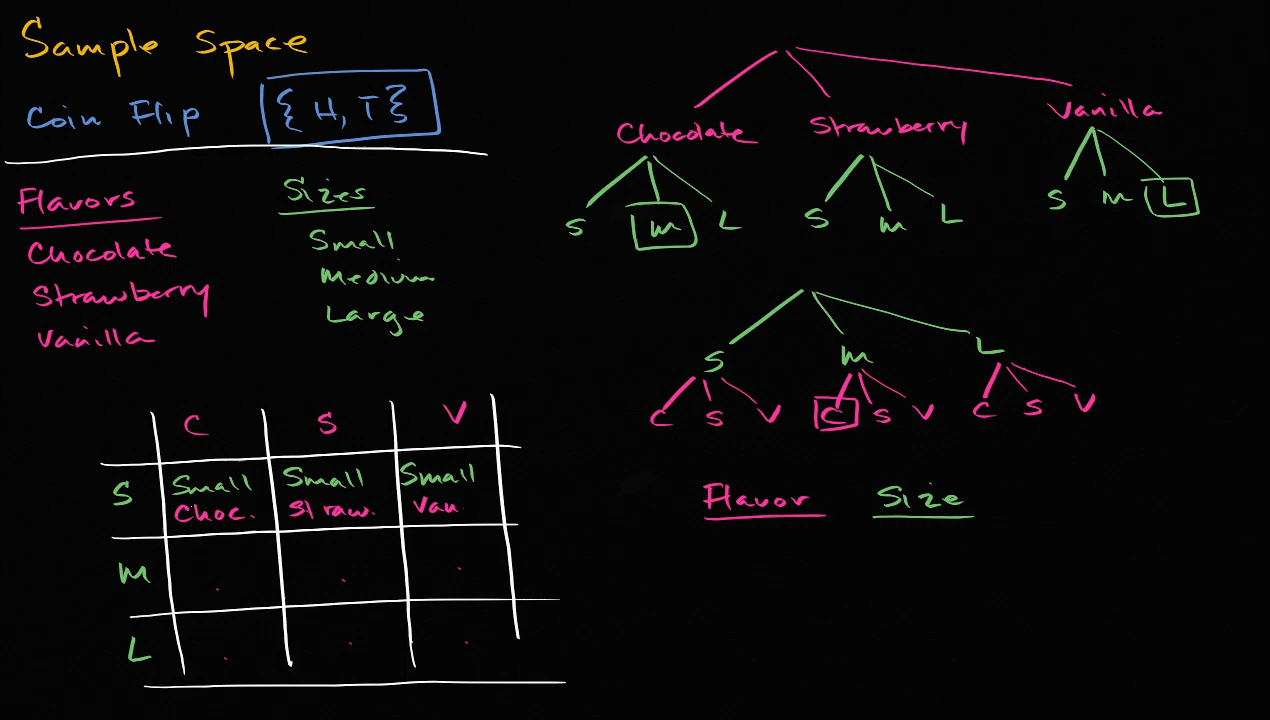 Sample Space
Coin Flip {H, T}
Flavors
Chocolate
Strawberry
Vanilla
Sizes
Small
Medium
Large
Chocolate Strawberry Vanilla
S M L S M L S M L
S M L
C S V C S V C S V
C S V
S Small Choc. Small Straw. Small Van.
M
L
Flavor Size